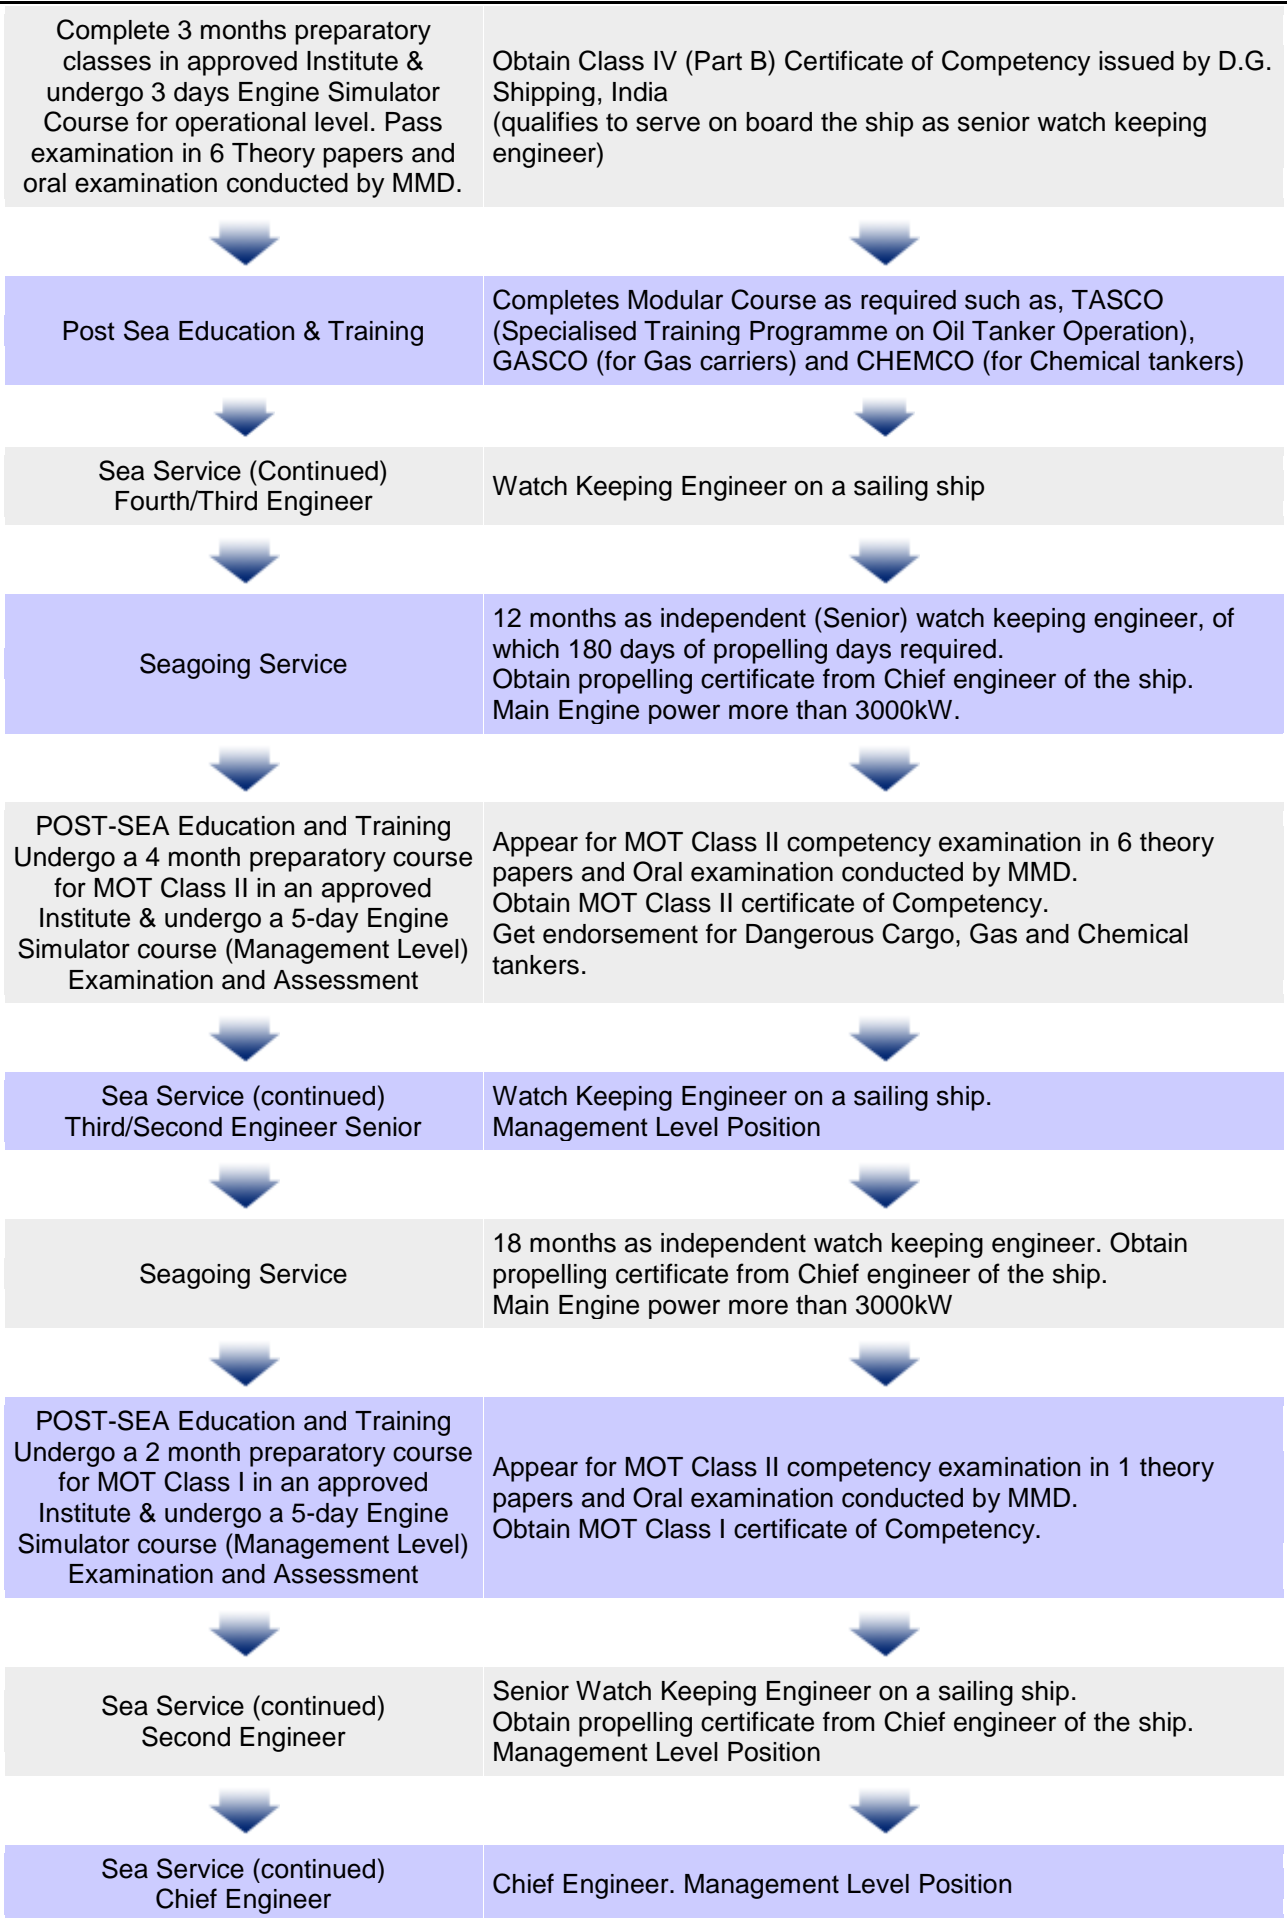 Complete 3 months preparatory
classes in approved Institute &
undergo 3 days Engine Simulator
Course for operational level. Pass
examination in 6 Theory papers and
oral examination conducted by MMD.
Obtain Class IV (Part B) Certificate of Competency issued by D.G.
Shipping, India
(qualifies to serve on board the ship as senior watch keeping
engineer)
Post Sea Education & Training
Completes Modular Course as required such as, TASCO
(Specialised Training Programme on Oil Tanker Operation),
GASCO (for Gas carriers) and CHEMCO (for Chemical tankers)
Sea Service (Continued)
Fourth/Third Engineer
Watch Keeping Engineer on a sailing ship
Seagoing Service
12 months as independent (Senior) watch keeping engineer, of
which 180 days of propelling days required.
Obtain propelling certificate from Chief engineer of the ship.
Main Engine power more than 3000kW.
POST-SEA Education and Training
Undergo a 4 month preparatory course
for MOT Class II in an approved
Institute & undergo a 5-day Engine
Simulator course (Management Level)
Examination and Assessment
Appear for MOT Class II competency examination in 6 theory
papers and Oral examination conducted by MMD.
Obtain MOT Class II certificate of Competency.
Get endorsement for Dangerous Cargo, Gas and Chemical
tankers.
Sea Service (continued)
Third/Second Engineer Senior
Watch Keeping Engineer on a sailing ship.
Management Level Position
Seagoing Service
18 months as independent watch keeping engineer. Obtain
propelling certificate from Chief engineer of the ship.
Main Engine power more than 3000kW
POST-SEA Education and Training
Undergo a 2 month preparatory course
for MOT Class I in an approved
Institute & undergo a 5-day Engine
Simulator course (Management Level)
Examination and Assessment
Appear for MOT Class II competency examination in 1 theory
papers and Oral examination conducted by MMD.
Obtain MOT Class I certificate of Competency.
Sea Service (continued)
Second Engineer
Senior Watch Keeping Engineer on a sailing ship.
Obtain propelling certificate from Chief engineer of the ship.
Management Level Position
Sea Service (continued)
Chief Engineer
Chief Engineer. Management Level Position